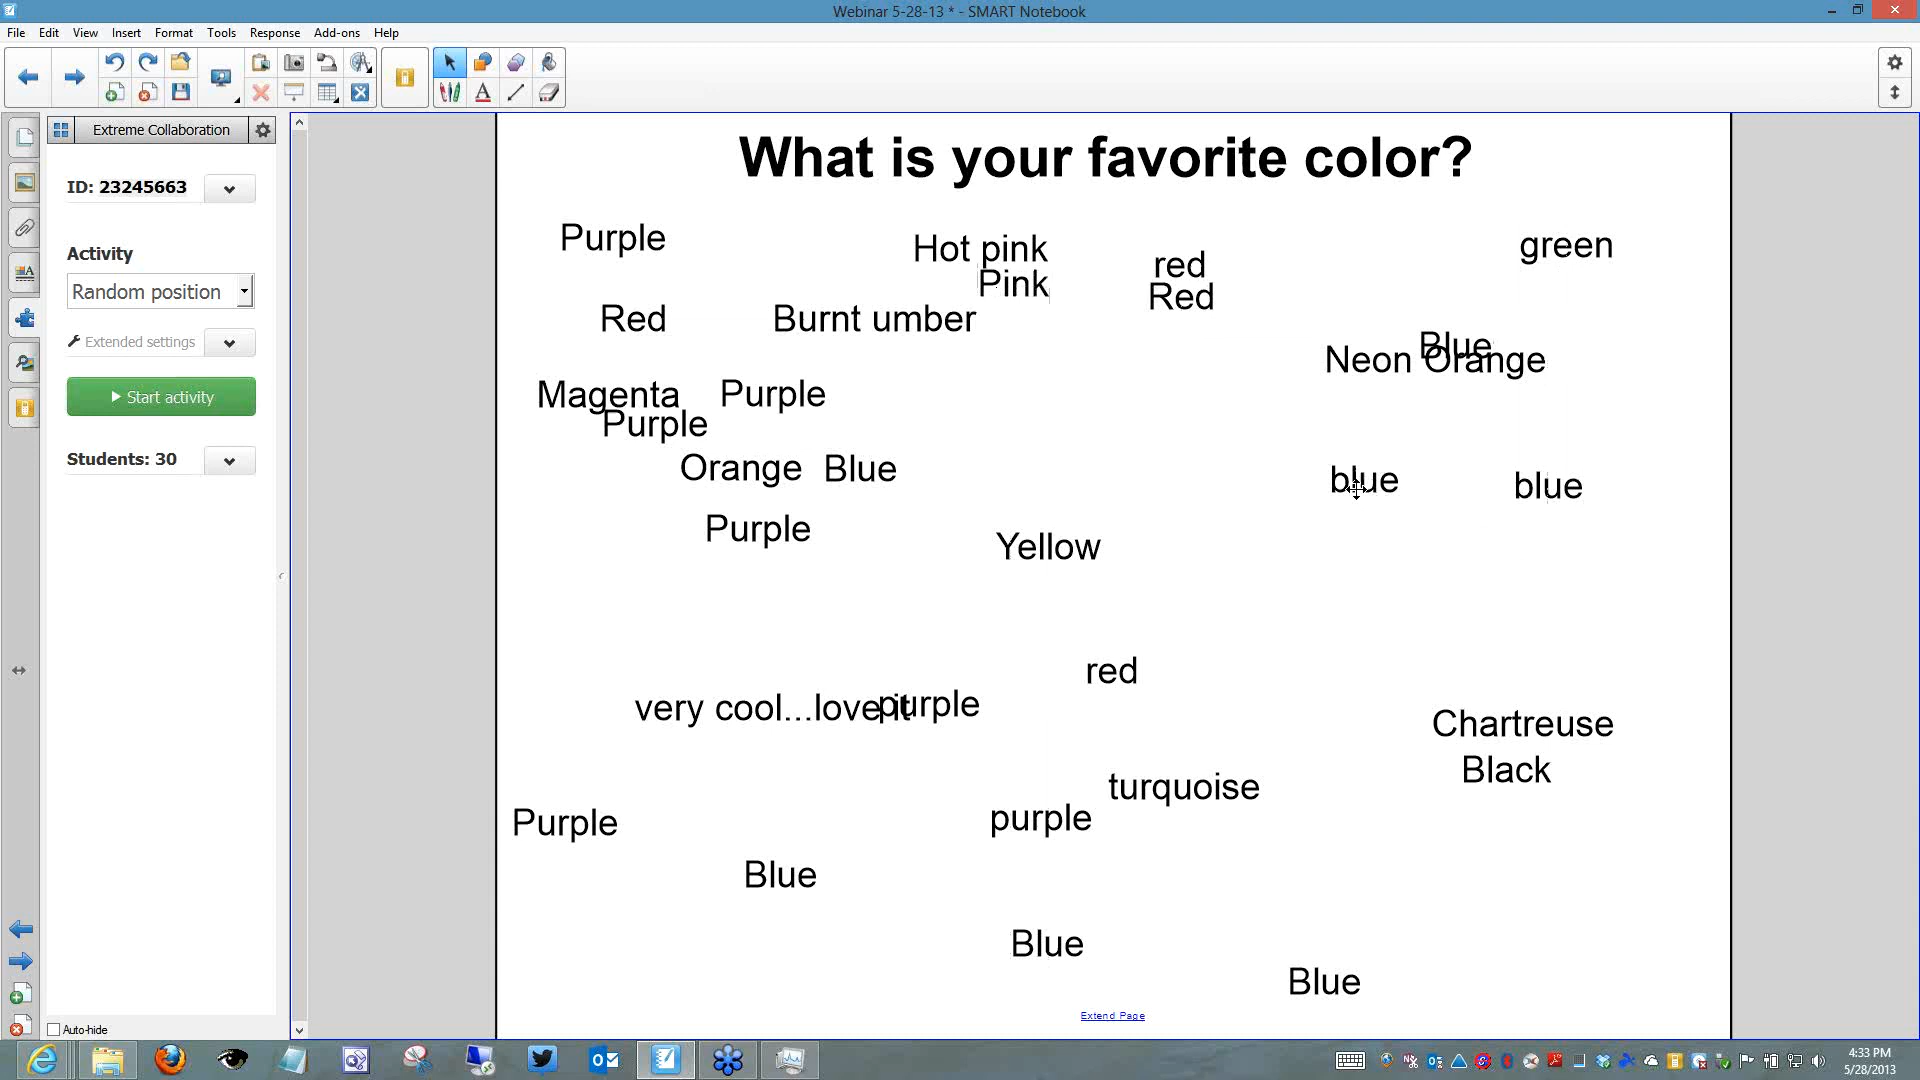 Webinar 5-28-13 * - SMART Notebook
File Edit View Insert Format Tools Response Add-ons Help
Extreme Collaboration
ID: 23245663
Activity
Random position
Extended settings
Start activity
Students: 30
Auto-hide
What is your favorite color?
Purple
Hot pink
green
Pink
red
Red
Red
Burnt umber
Blue
Neon Orange
Magenta
Purple
Purple
Orange
Blue
blue
blue
Purple
Yellow
red
very cool...love it
purple
Chartreuse
Black
turquoise
Purple
purple
Blue
Blue
Blue
Extend Page
4:33 PM
5/28/2013